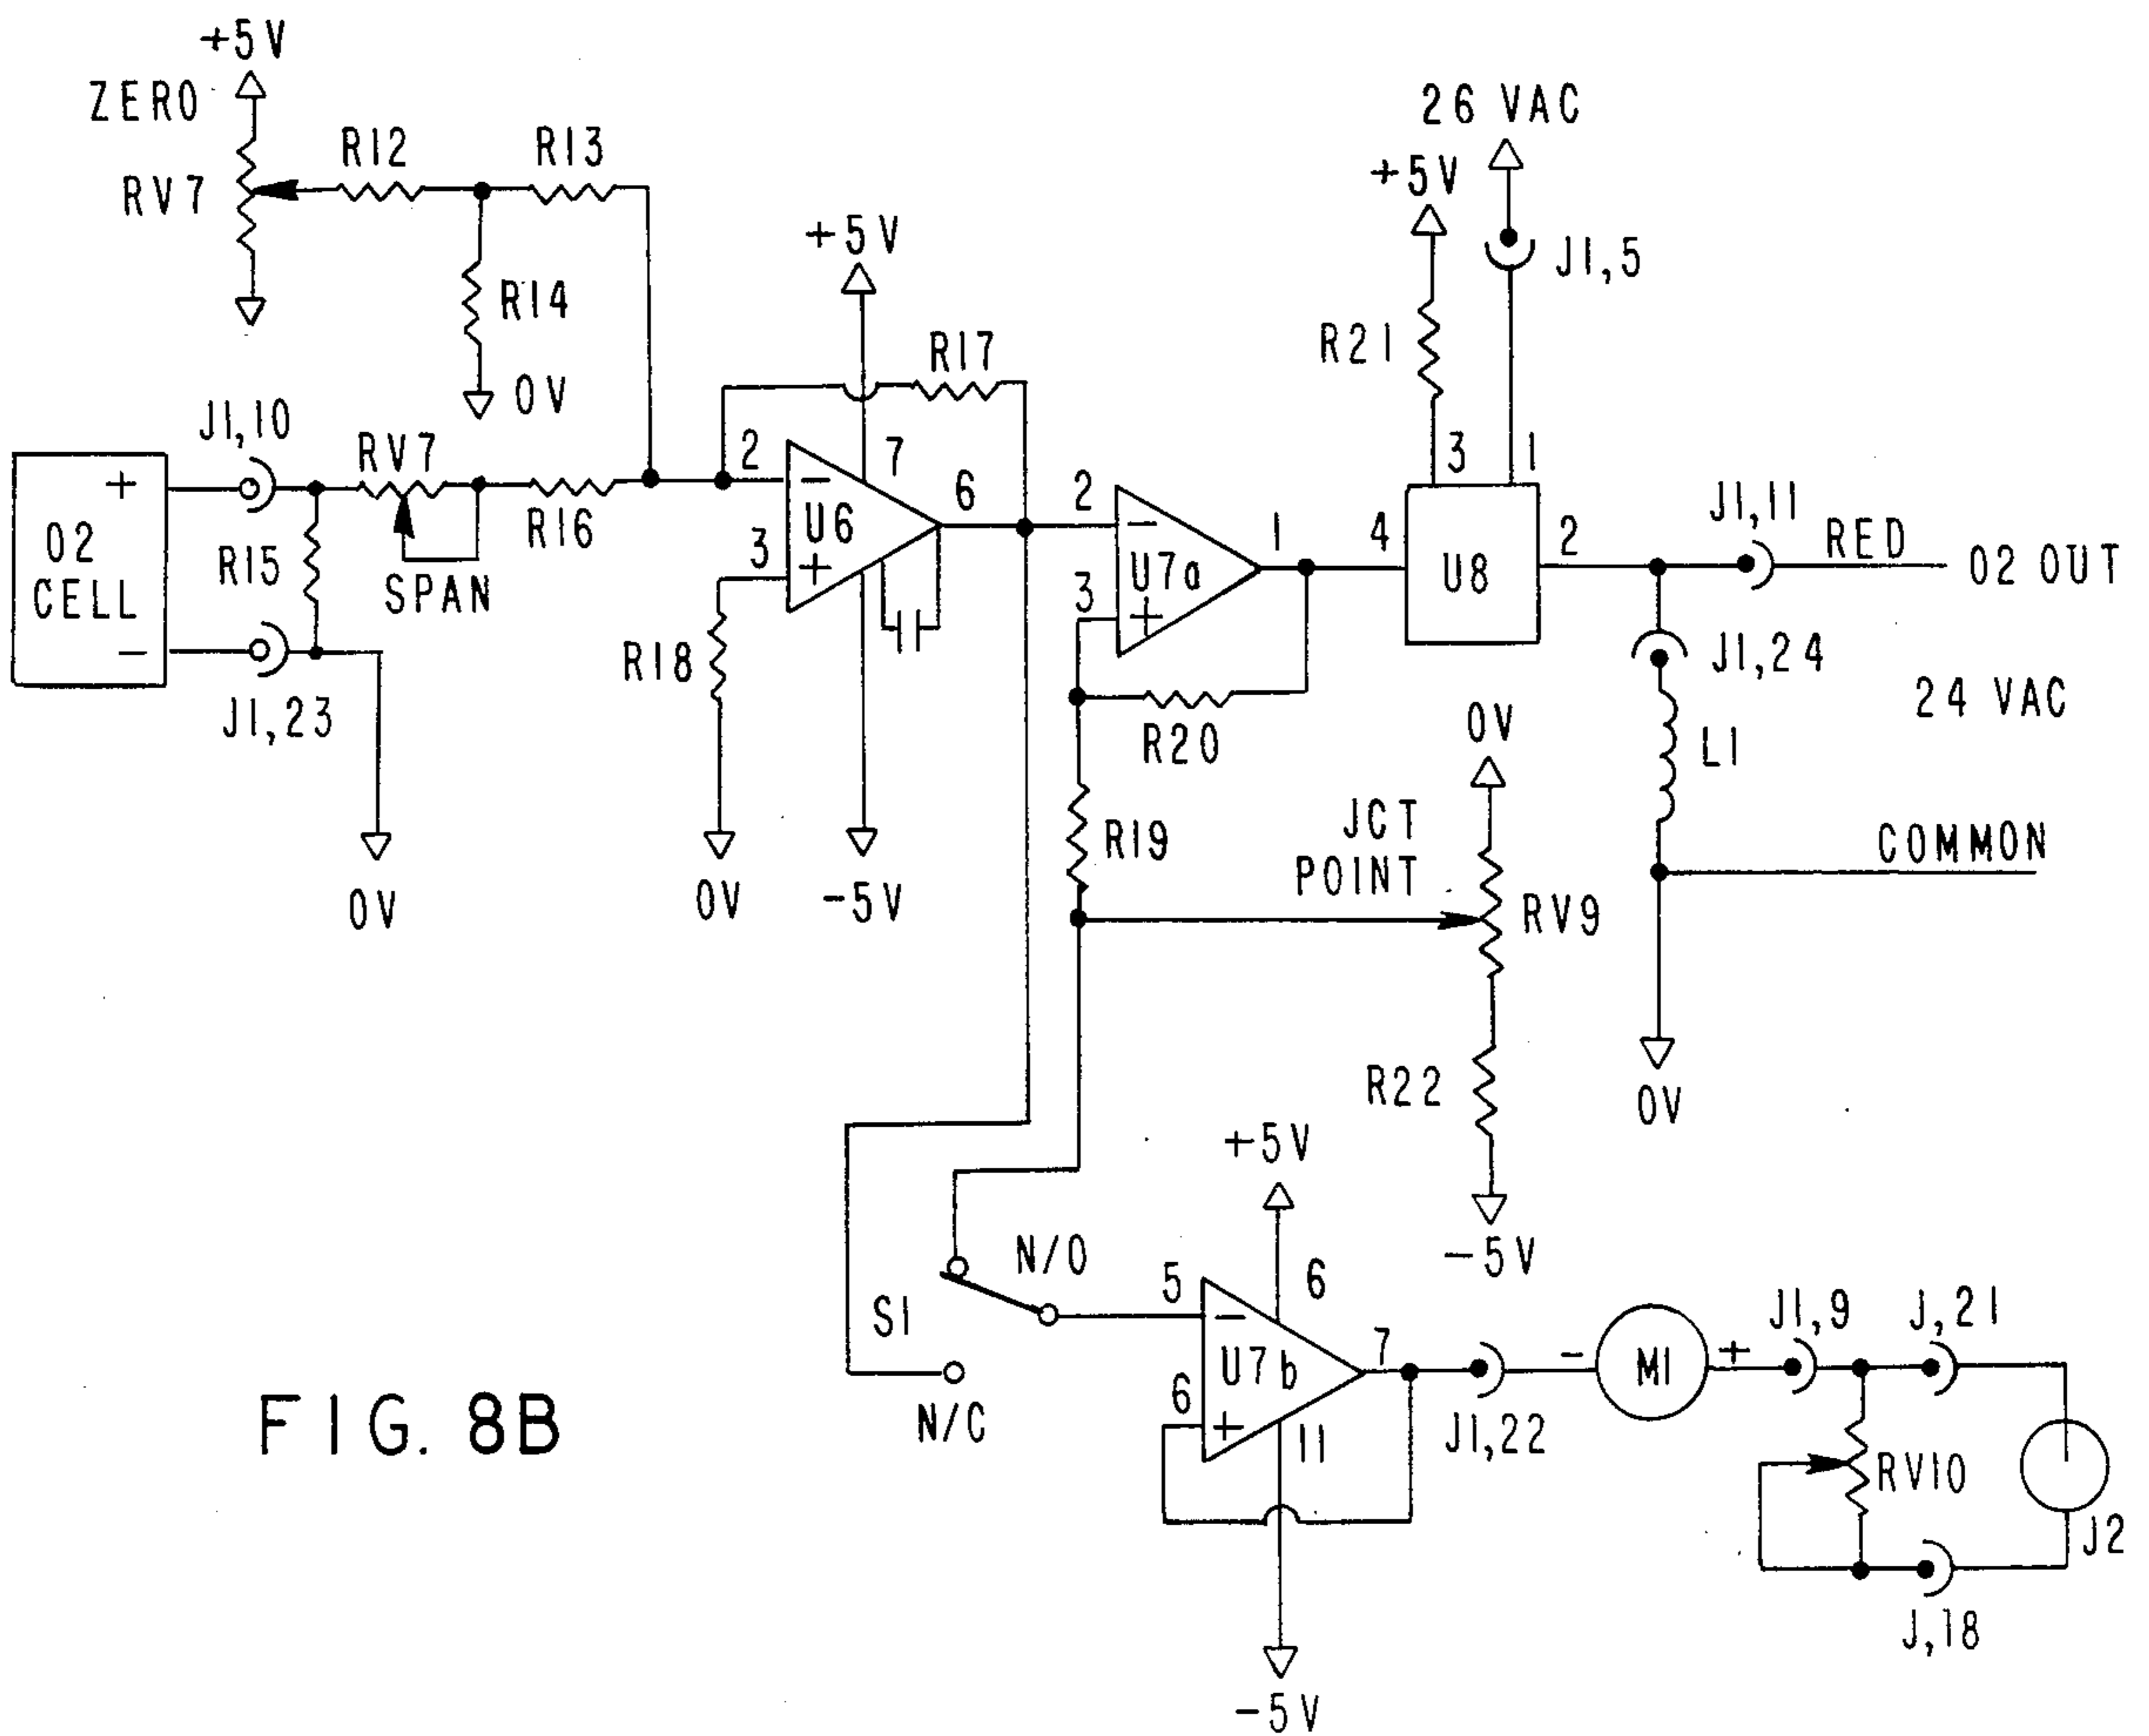 +5V
ZERO
RV7
R12
R13
R14
0V
+5V
R17
26 VAC
+5V
J1,5
R21
J1,10
RV7
R16
SPAN
O2
CELL
+
−
R15
J1,23
0V
2
−
U6
3
+
7
6
R18
0V
-5V
2
−
U7a
3
+
1
R20
R19
3
1
4
U8
2
J1,11
RED
O2 OUT
J1,24
24 VAC
L1
COMMON
0V
0V
JCT
POINT
RV9
R22
-5V
+5V
N/O
S1
N/C
5
−
U7b
6
+
6
7
11
-5V
J1,22
−
M1
+
J1,9
J,21
RV10
J2
J,18
FIG. 8B